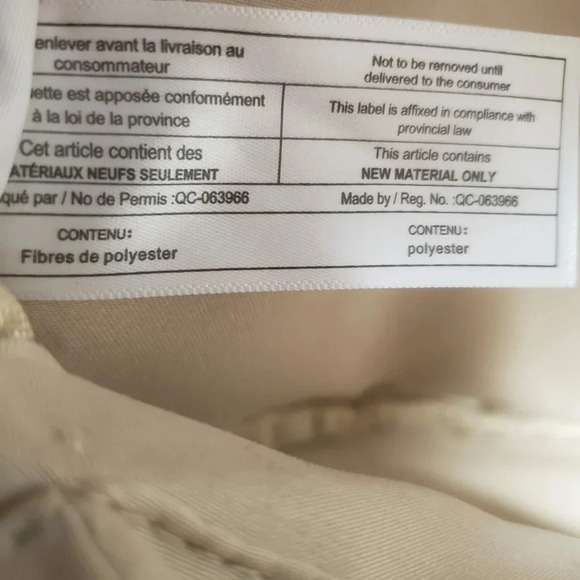 enlever avant la livraison au
consommateur
Not to be removed until
delivered to the consumer
est apposée conformément
à la loi de la province
This label is affixed in compliance with
provincial law
Cet article contient des
MATÉRIAUX NEUFS SEULEMENT
This article contains
NEW MATERIAL ONLY
par / No de Permis :QC-063966
Made by / Reg. No. :QC-063966
CONTENU:
Fibres de polyester
CONTENU:
polyester